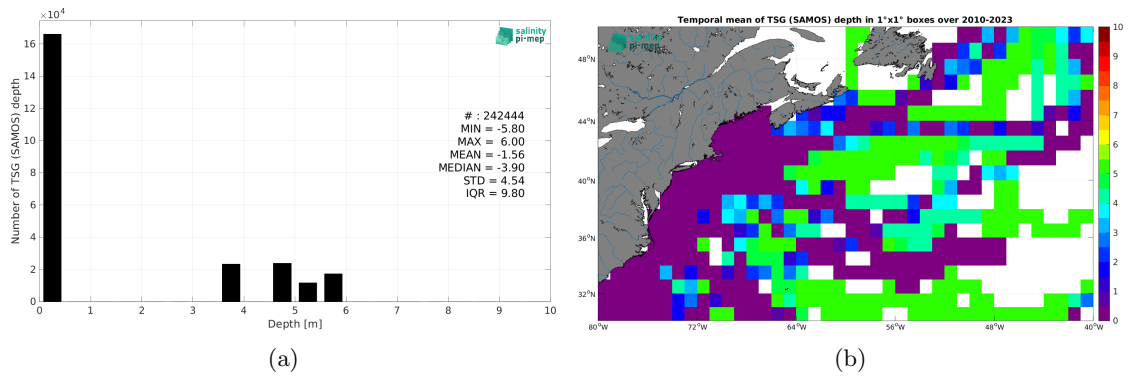 ×10⁴
16
14
12
10
8
6
4
2
0
Number of TSG (SAMOS) depth
salinity
pi-mep
# : 242444
MIN = -5.80
MAX = 6.00
MEAN = -1.56
MEDIAN = -3.90
STD = 4.54
IQR = 9.80
0 1 2 3 4 5 6 7 8 9 10
Depth [m]
(a)
Temporal mean of TSG (SAMOS) depth in 1°x1° boxes over 2010-2023
salinity
pi-mep
48°N
44°N
40°N
36°N
32°N
80°W 72°W 64°W 56°W 48°W 40°W
10
9
8
7
6
5
4
3
2
1
0
(b)